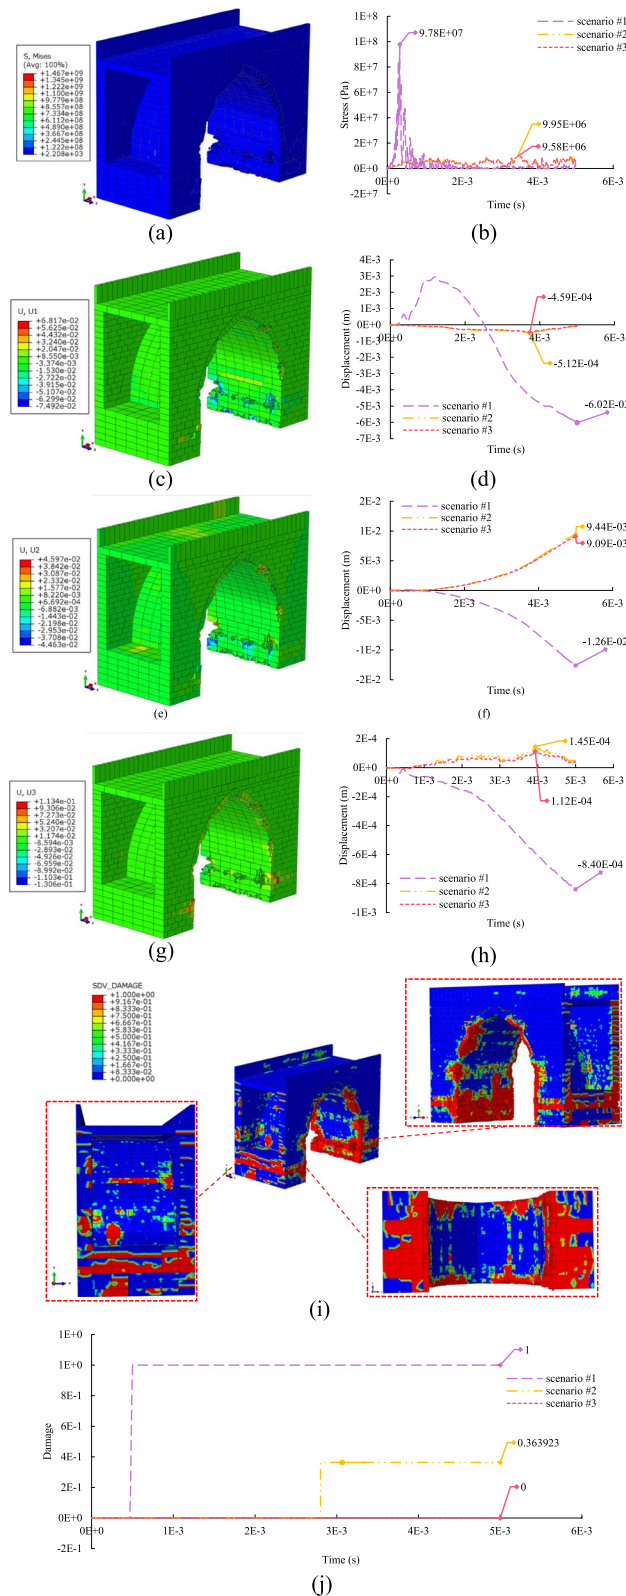 S, Mises
(Avg: 100%)
+1.467e+09
+1.345e+09
+1.222e+09
+1.100e+09
+9.779e+08
+8.557e+08
+7.334e+08
+6.112e+08
+4.890e+08
+3.667e+08
+2.445e+08
+1.222e+08
+2.208e+03
(a)
1E+8
1E+8
8E+7
6E+7
4E+7
2E+7
0E+0
-2E+7
Stress (Pa)
9.78E+07
scenario #1
scenario #2
scenario #3
9.95E+06
9.58E+06
0E+0
2E-3
4E-3
6E-3
Time (s)
(b)
U, U1
+6.817e-02
+5.625e-02
+4.432e-02
+3.240e-02
+2.047e-02
+8.550e-03
-3.374e-03
-1.530e-02
-2.722e-02
-3.915e-02
-5.107e-02
-6.299e-02
-7.492e-02
(c)
4E-3
3E-3
2E-3
1E-3
0E+0
-1E-3
-2E-3
-3E-3
-4E-3
-5E-3
-6E-3
-7E-3
Displacement (m)
0E+0
2E-3
4E-3
6E-3
-4.59E-04
-5.12E-04
-6.02E-03
scenario #1
scenario #2
scenario #3
Time (s)
(d)
U, U2
+4.597e-02
+3.842e-02
+3.087e-02
+2.332e-02
+1.577e-02
+8.220e-03
+6.692e-04
-6.882e-03
-1.443e-02
-2.198e-02
-2.953e-02
-3.708e-02
-4.463e-02
(e)
2E-2
1E-2
5E-3
0E+0
-5E-3
-1E-2
-2E-2
Displacement (m)
scenario #1
scenario #2
scenario #3
9.44E-03
9.09E-03
0E+0
2E-3
4E-3
6E-3
-1.26E-02
Time (s)
(f)
U, U3
+1.134e-01
+9.306e-02
+7.273e-02
+5.240e-02
+3.207e-02
+1.174e-02
-8.594e-03
-2.893e-02
-4.926e-02
-6.959e-02
-8.992e-02
-1.103e-01
-1.306e-01
(g)
2E-4
0E+0
-2E-4
-4E-4
-6E-4
-8E-4
-1E-3
Displacement (m)
1.45E-04
0E+0
2E-3
4E-3
6E-3
1.12E-04
-8.40E-04
scenario #1
scenario #2
scenario #3
Time (s)
(h)
SDV_DAMAGE
+1.000e+00
+9.167e-01
+8.333e-01
+7.500e-01
+6.667e-01
+5.833e-01
+5.000e-01
+4.167e-01
+3.333e-01
+2.500e-01
+1.667e-01
+8.333e-02
+0.000e+00
(i)
1E+0
1E+0
8E-1
6E-1
4E-1
2E-1
0E+0
-2E-1
Damage
1
scenario #1
scenario #2
scenario #3
0.363923
0
0E+0
1E-3
2E-3
3E-3
4E-3
5E-3
6E-3
Time (s)
(j)